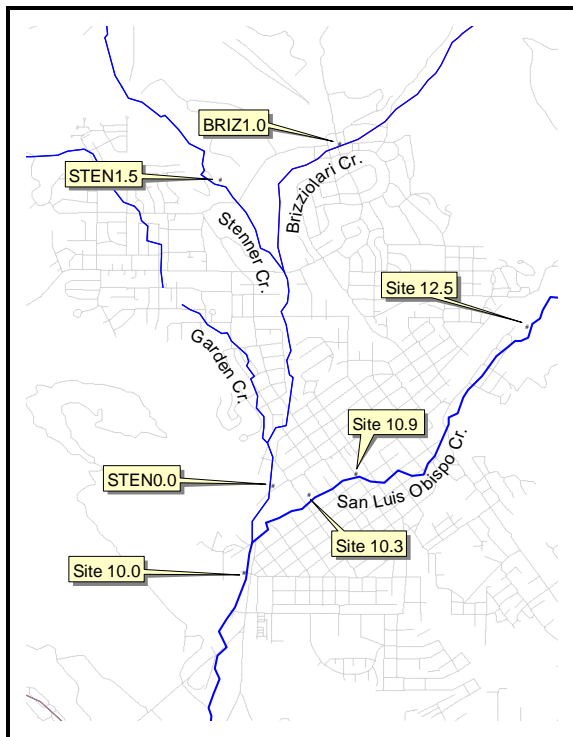 BRIZ1.0
STEN1.5
Brizziolari Cr.
Stenner Cr.
Site 12.5
Garden Cr.
Site 10.9
San Luis Obispo Cr.
STEN0.0
Site 10.3
Site 10.0